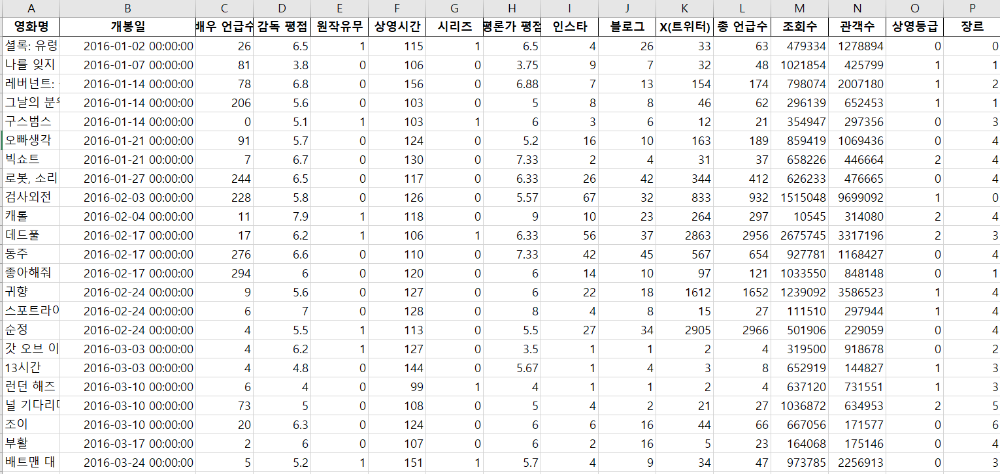 A B C D E F G H I J K L M N O P
영화명 개봉일 배우 언급수 감독 평점 원작유무 상영시간 시리즈 평론가 평점 인스타 블로그 X(트위터) 총 언급수 조회수 관객수 상영등급 장르
셜록: 유령 2016-01-02 00:00:00 26 6.5 1 115 1 6.5 4 26 33 63 479334 1278894 0 0
나를 잊지 2016-01-07 00:00:00 81 3.8 0 106 0 3.75 9 7 32 48 1021854 425799 1 1
레버넌트: 2016-01-14 00:00:00 78 6.8 0 156 0 6.88 7 13 154 174 798074 2007180 1 2
그날의 분위 2016-01-14 00:00:00 206 5.6 0 103 0 5 8 8 46 62 296139 652453 1 1
구스범스 2016-01-14 00:00:00 0 5.1 1 103 1 6 3 6 12 21 354947 297356 0 3
오빠생각 2016-01-21 00:00:00 91 5.7 0 124 0 5.2 16 10 163 189 859419 1069436 0 4
빅쇼트 2016-01-21 00:00:00 7 6.7 0 130 0 7.33 2 4 31 37 658226 446664 2 4
로봇, 소리 2016-01-27 00:00:00 244 6.5 0 117 0 6.33 26 42 344 412 626233 476665 0 4
검사외전 2016-02-03 00:00:00 228 5.8 0 126 0 5.57 67 32 833 932 1515048 9699092 1 0
캐롤 2016-02-04 00:00:00 11 7.9 1 118 0 9 10 23 264 297 10545 314080 2 4
데드풀 2016-02-17 00:00:00 17 6.2 1 106 1 6.33 56 37 2863 2956 2675745 3317196 2 3
동주 2016-02-17 00:00:00 276 6.6 0 110 0 7.33 42 45 567 654 927781 1168427 0 4
좋아해줘 2016-02-17 00:00:00 294 6 0 120 0 6 14 10 97 121 1033550 848148 0 1
귀향 2016-02-24 00:00:00 9 5.6 0 127 0 6 22 18 1612 1652 1239092 3586523 1 4
스포트라이 2016-02-24 00:00:00 6 7 0 128 0 8 4 8 15 27 111510 297944 1 4
순정 2016-02-24 00:00:00 4 5.5 1 113 0 5.5 27 34 2905 2966 501906 229059 0 4
갓 오브 이 2016-03-03 00:00:00 4 6.2 1 127 0 3.5 1 1 2 4 319500 918678 0 2
13시간 2016-03-03 00:00:00 4 4.8 0 144 0 5.67 1 4 3 8 652919 144827 1 3
런던 해즈 2016-03-10 00:00:00 6 4 0 99 1 4 1 1 2 4 637120 731551 1 3
널 기다리며 2016-03-10 00:00:00 73 5 0 108 0 5 4 2 21 27 1036872 634953 2 5
조이 2016-03-10 00:00:00 20 6.3 0 124 0 6 6 16 44 66 667056 171577 0 6
부활 2016-03-17 00:00:00 2 6 0 107 0 6 2 16 5 23 164068 175146 0 4
배트맨 대 2016-03-24 00:00:00 5 5.2 1 151 1 5.7 4 9 34 47 973785 2256913 0 3